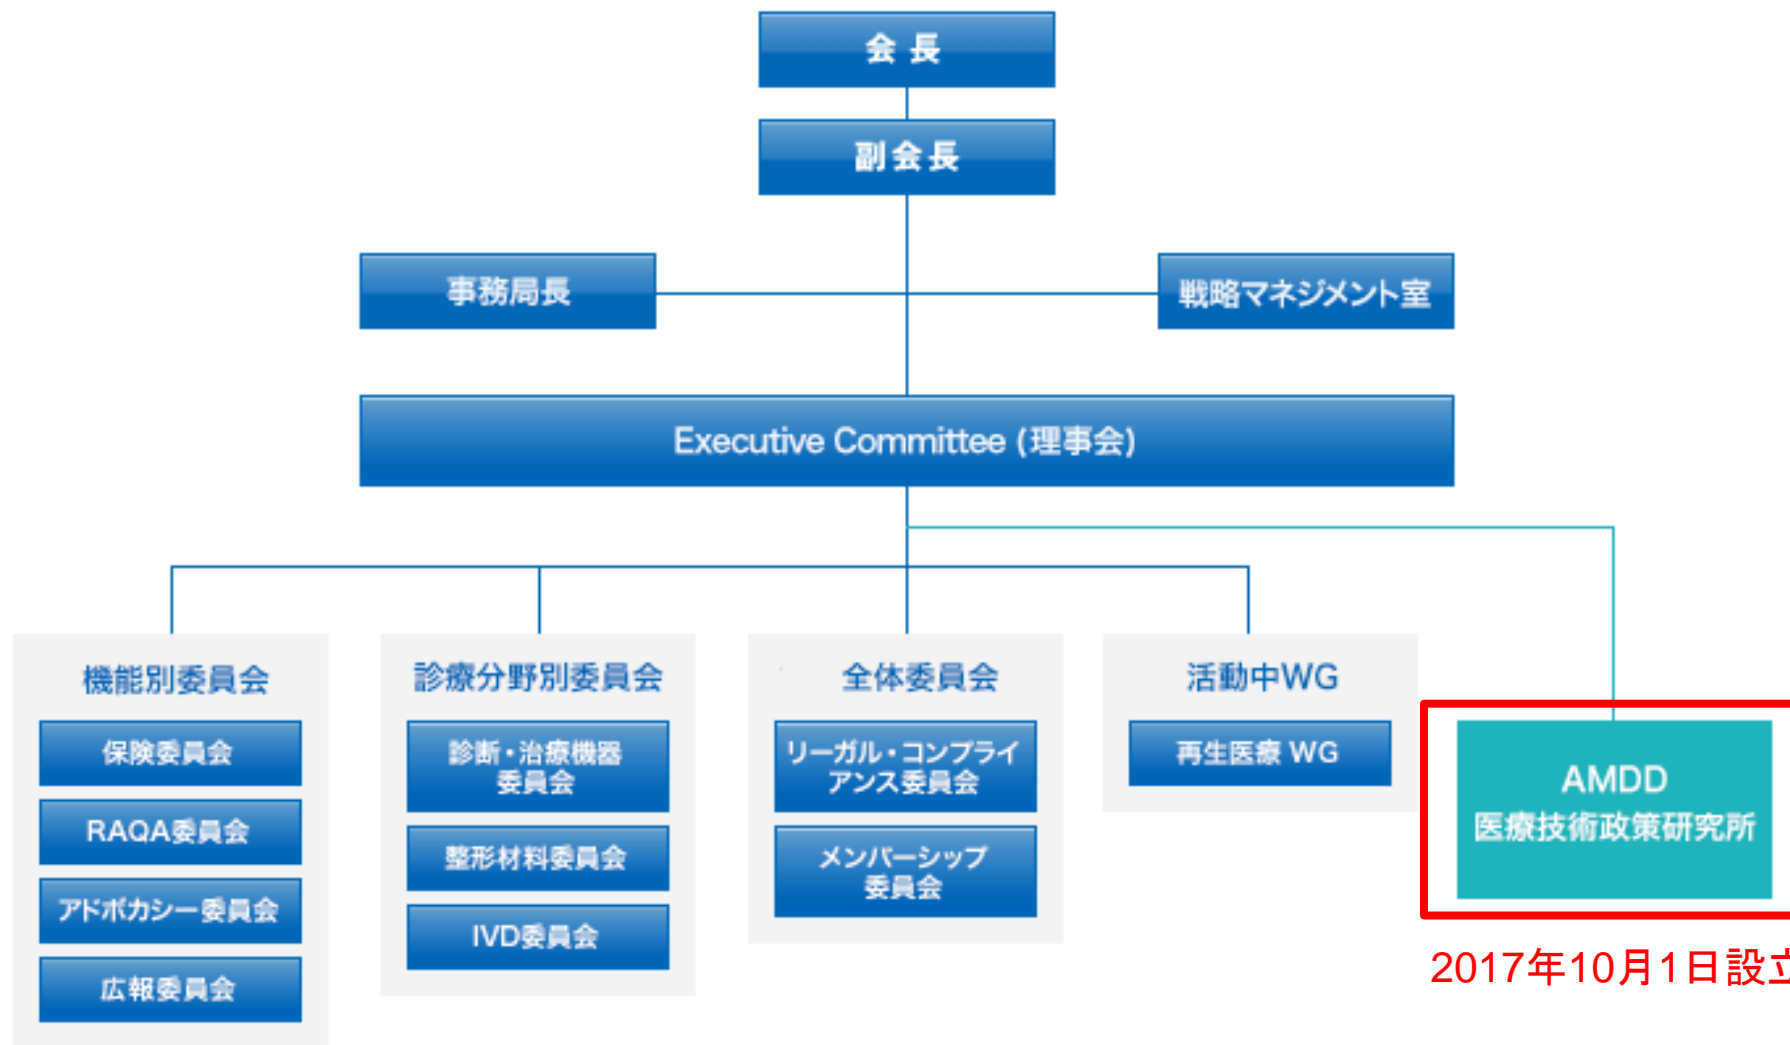 会 長
副会長
事務局長
戦略マネジメント室
Executive Committee (理事会)
機能別委員会
保険委員会
RAQA委員会
アドボカシー委員会
広報委員会
診療分野別委員会
診断・治療機器
委員会
整形材料委員会
IVD委員会
全体委員会
リーガル・コンプライ
アンス委員会
メンバーシップ
委員会
活動中WG
再生医療 WG
AMDD
医療技術政策研究所
2017年10月1日設立